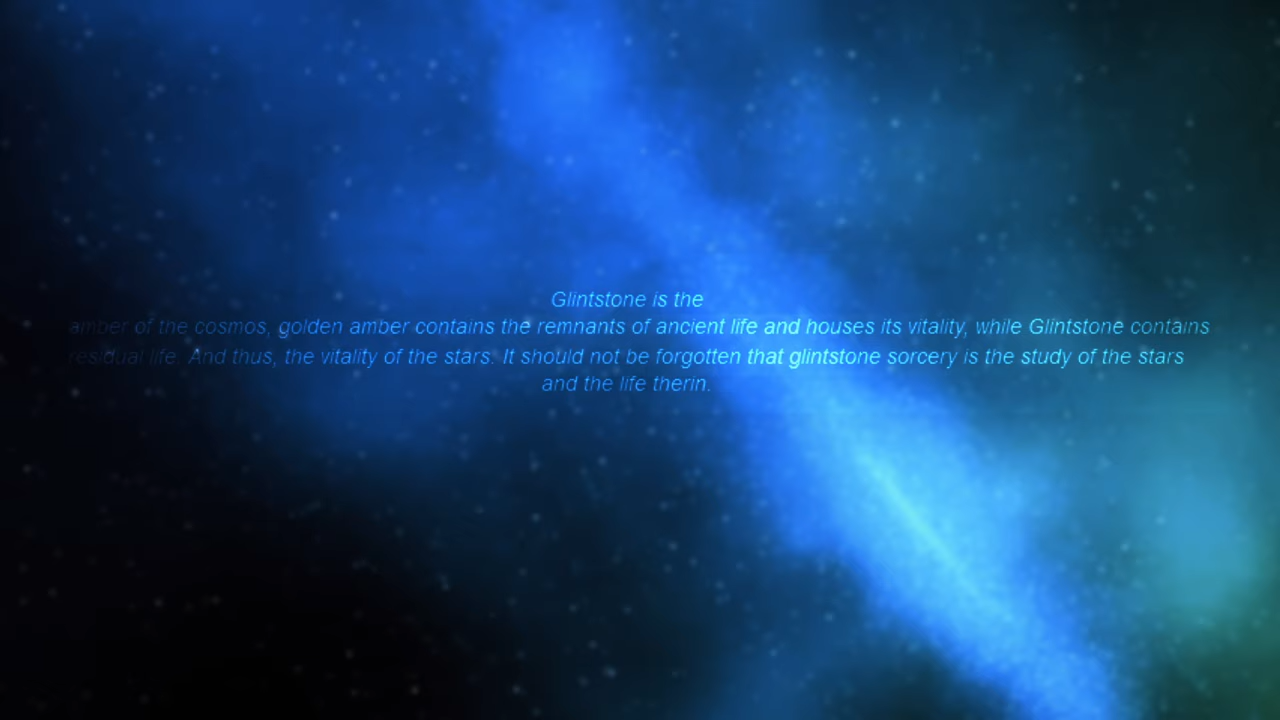 Glintstone is the
amber of the cosmos, golden amber contains the remnants of ancient life and houses its vitality, while Glintstone contains
residual life. And thus, the vitality of the stars. It should not be forgotten that glintstone sorcery is the study of the stars
and the life therin.